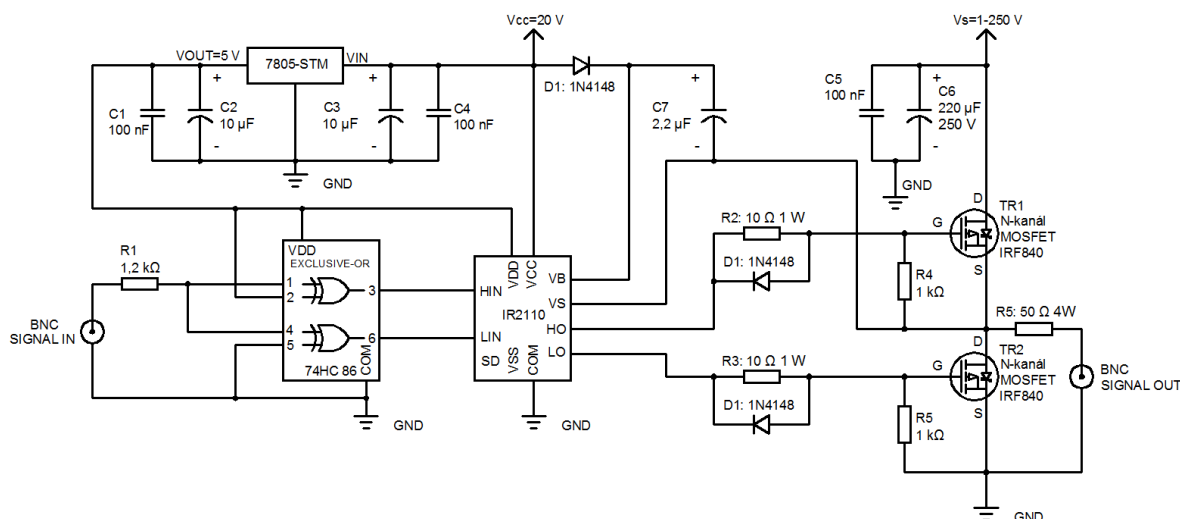 Vcc=20 V
Vs=1-250 V
VOUT=5 V
7805-STM
VIN
D1: 1N4148
C1
100 nF
+
C2
10 µF
-
+
C3
10 µF
-
C4
100 nF
+
C7
2,2 µF
-
C5
100 nF
+
C6
220 µF
250 V
-
GND
GND
R1
1,2 kΩ
BNC
SIGNAL IN
VDD
EXCLUSIVE-OR
1
2
3
4
5
6
COM
74HC 86
GND
VDD
VCC
HIN
LIN
SD
IR2110
VB
VS
HO
LO
VSS
COM
GND
R2: 10 Ω 1 W
D1: 1N4148
R3: 10 Ω 1 W
D1: 1N4148
R4
1 kΩ
R5
1 kΩ
D
G
S
TR1
N-kanál
MOSFET
IRF840
R5: 50 Ω 4W
D
G
S
TR2
N-kanál
MOSFET
IRF840
BNC
SIGNAL OUT
GND